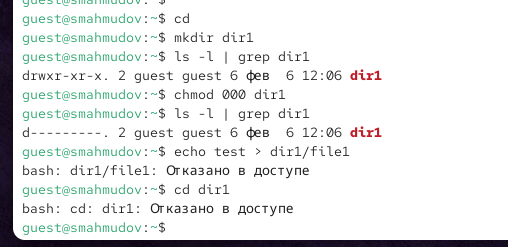 guest@smahmudov:~$
guest@smahmudov:~$ cd
guest@smahmudov:~$ mkdir dir1
guest@smahmudov:~$ ls -l | grep dir1
drwxr-xr-x. 2 guest guest 6 фев  6 12:06 dir1
guest@smahmudov:~$ chmod 000 dir1
guest@smahmudov:~$ ls -l | grep dir1
d---------. 2 guest guest 6 фев  6 12:06 dir1
guest@smahmudov:~$ echo test > dir1/file1
bash: dir1/file1: Отказано в доступе
guest@smahmudov:~$ cd dir1
bash: cd: dir1: Отказано в доступе
guest@smahmudov:~$